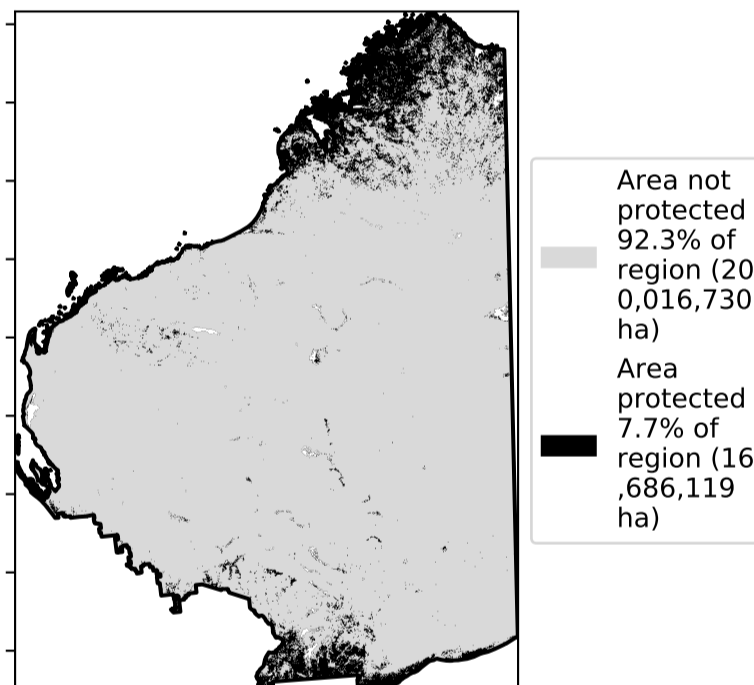 Area not
protected
92.3% of
region (20
0,016,730
ha)
Area
protected
7.7% of
region (16
,686,119
ha)